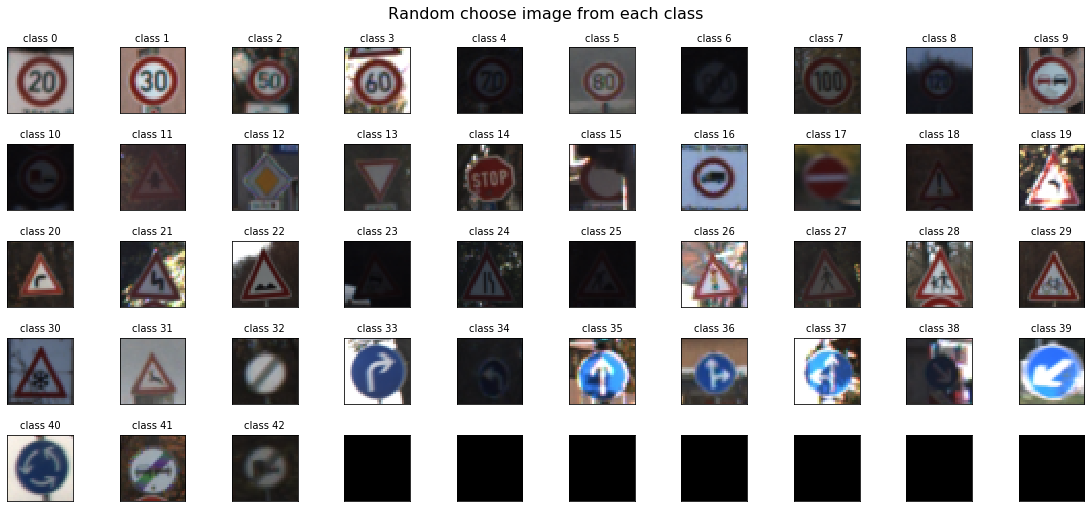 Random choose image from each class
class 0 class 1 class 2 class 3 class 4 class 5 class 6 class 7 class 8 class 9
20 30 50 60 70 80 100 120
class 10 class 11 class 12 class 13 class 14 class 15 class 16 class 17 class 18 class 19
STOP
class 20 class 21 class 22 class 23 class 24 class 25 class 26 class 27 class 28 class 29
class 30 class 31 class 32 class 33 class 34 class 35 class 36 class 37 class 38 class 39
class 40 class 41 class 42